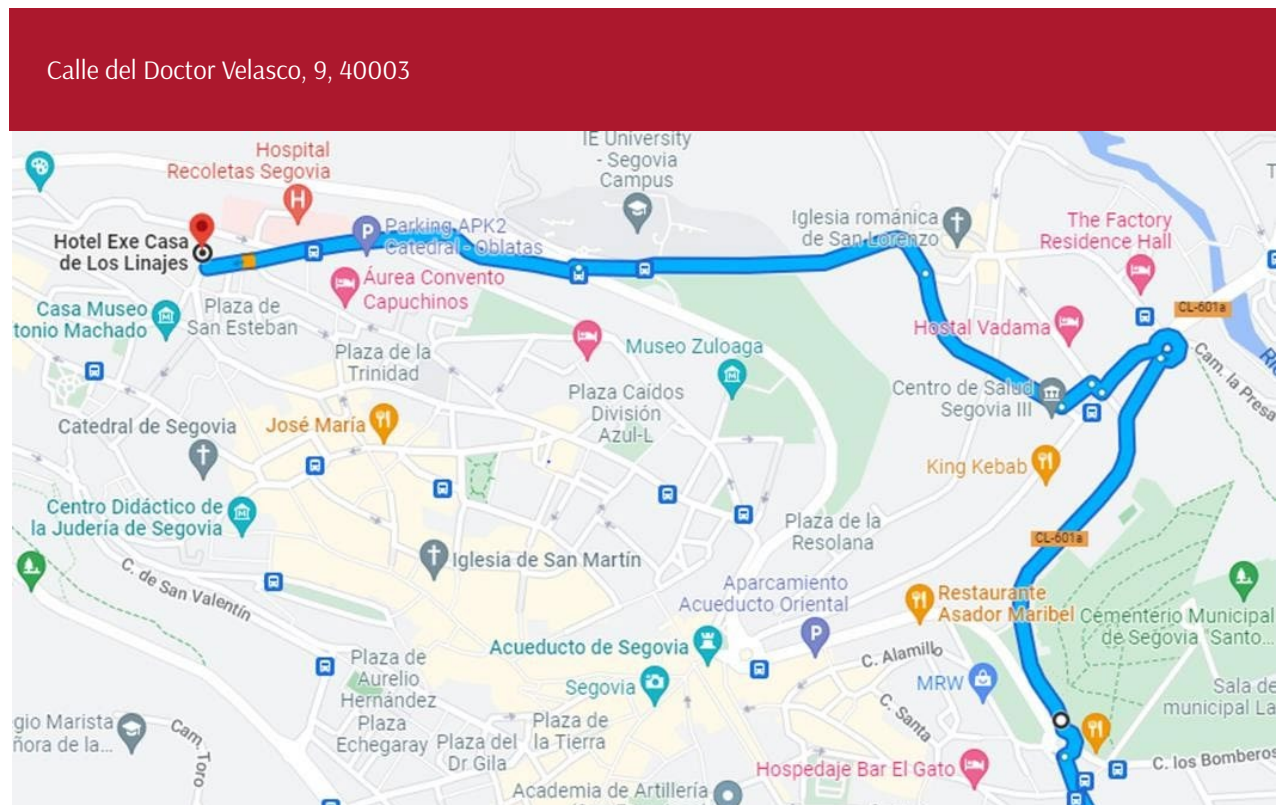 Calle del Doctor Velasco, 9, 40003
IE University
- Segovia
Campus
Hospital
Recoletas Segovia
H
Parking APK2
Catedral - Oblatas
P
Iglesia románica
de San Lorenzo
The Factory
Residence Hall
Hotel Exe Casa
de Los Linajes
Áurea Convento
Capuchinos
CL-601a
Casa Museo
tonio Machado
Plaza de
San Esteban
Hostal Vadama
Plaza de la
Trinidad
Museo Zuloaga
Cam. la Presa
Plaza Caídos
División
Azul-L
Centro de Salud
Segovia III
Catedral de Segovia
José María
King Kebab
Centro Didáctico de
la Judería de Segovia
Plaza de la
Resolana
CL-601a
Iglesia de San Martín
C. de San Valentín
Aparcamiento
Acueducto Oriental
P
Restaurante
Asador Maribel
Cementerio Municipal
de Segovia "Santo...
Acueducto de Segovia
C. Alamillo
Plaza de
Aurelio
Hernández
Segovia
MRW
Sala de
municipal La
C. Santa
Plaza
Echegaray
Plaza de
la Tierra
gio Marista
ñora de la...
Cam. Toro
Plaza del
Dr Gila
C. los Bomberos
Hospedaje Bar El Gato
Academia de Artillería